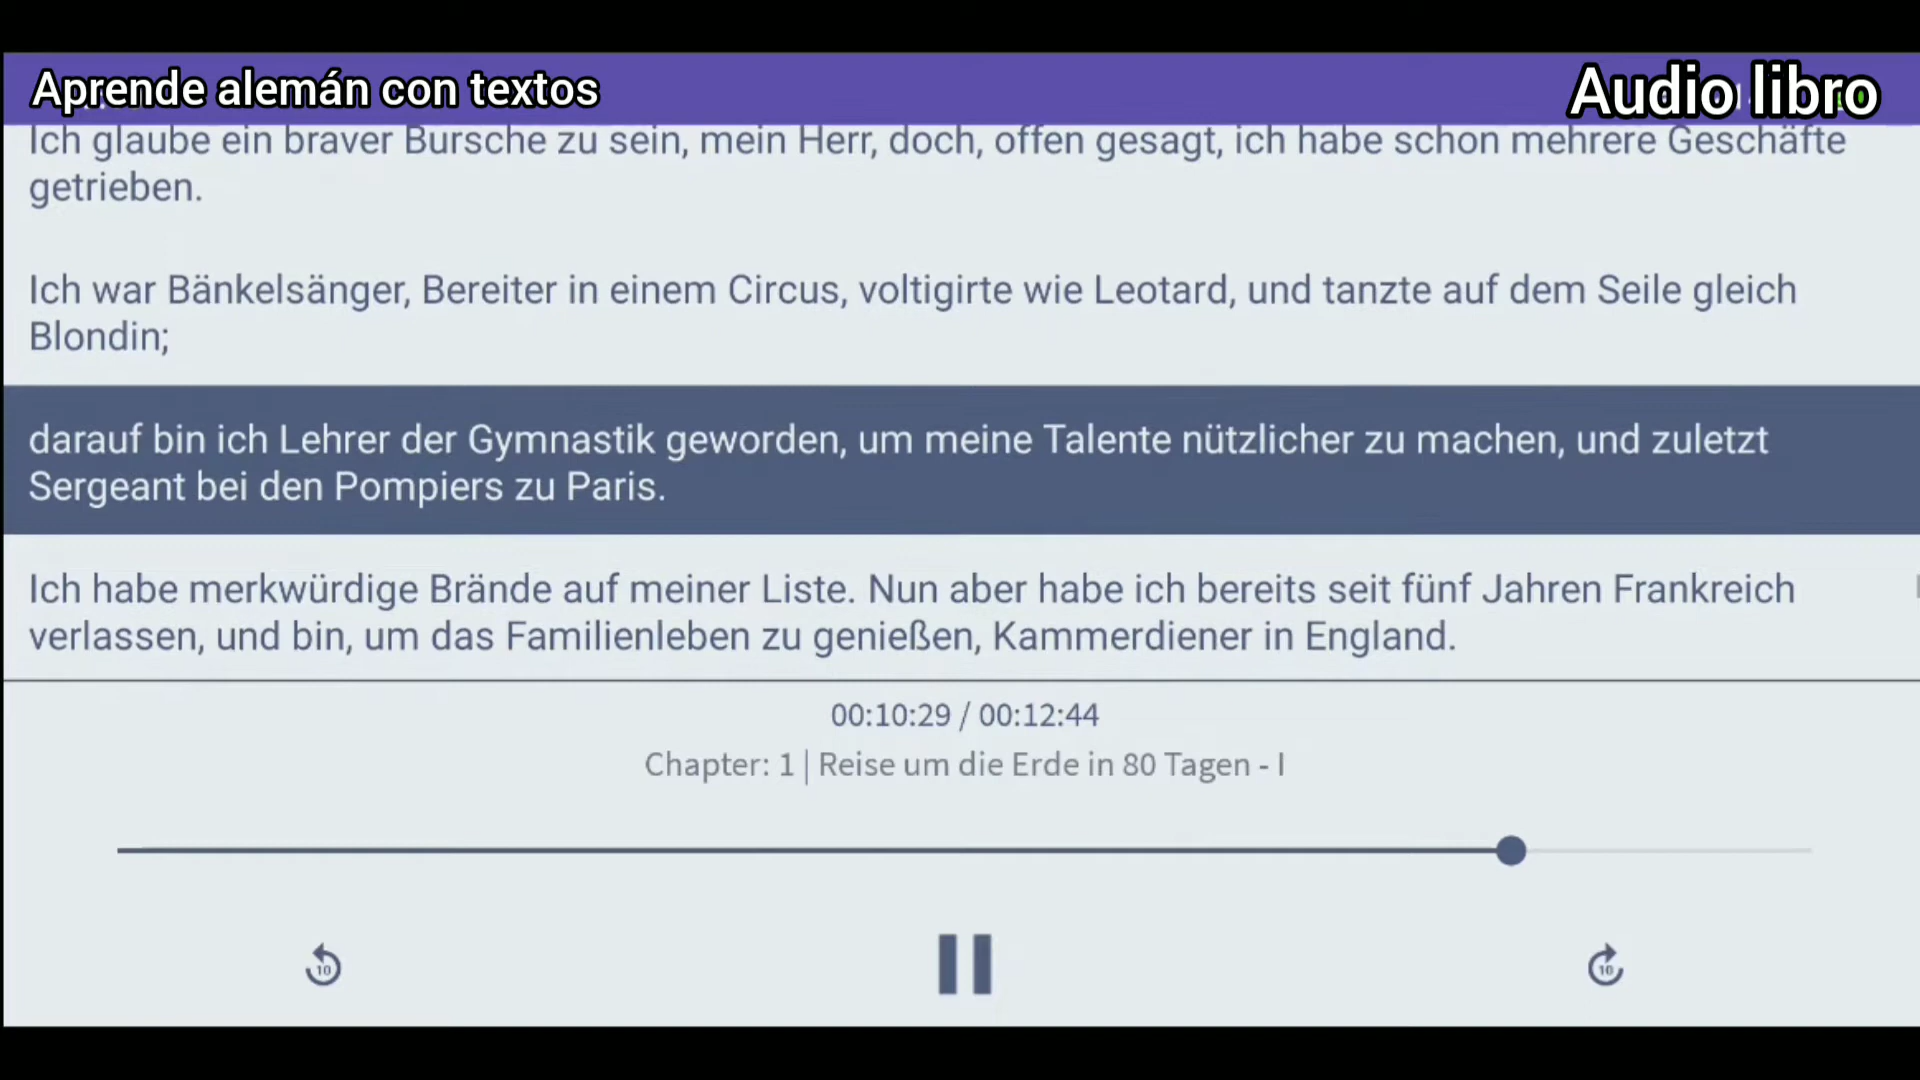 Aprende alemán con textos
Audio libro
Ich glaube ein braver Bursche zu sein, mein Herr, doch, offen gesagt, ich habe schon mehrere Geschäfte
getrieben.
Ich war Bänkelsänger, Bereiter in einem Circus, voltigirte wie Leotard, und tanzte auf dem Seile gleich
Blondin;
darauf bin ich Lehrer der Gymnastik geworden, um meine Talente nützlicher zu machen, und zuletzt
Sergeant bei den Pompiers zu Paris.
Ich habe merkwürdige Brände auf meiner Liste. Nun aber habe ich bereits seit fünf Jahren Frankreich
verlassen, und bin, um das Familienleben zu genießen, Kammerdiener in England.
00:10:29 / 00:12:44
Chapter: 1 | Reise um die Erde in 80 Tagen - I
10
10